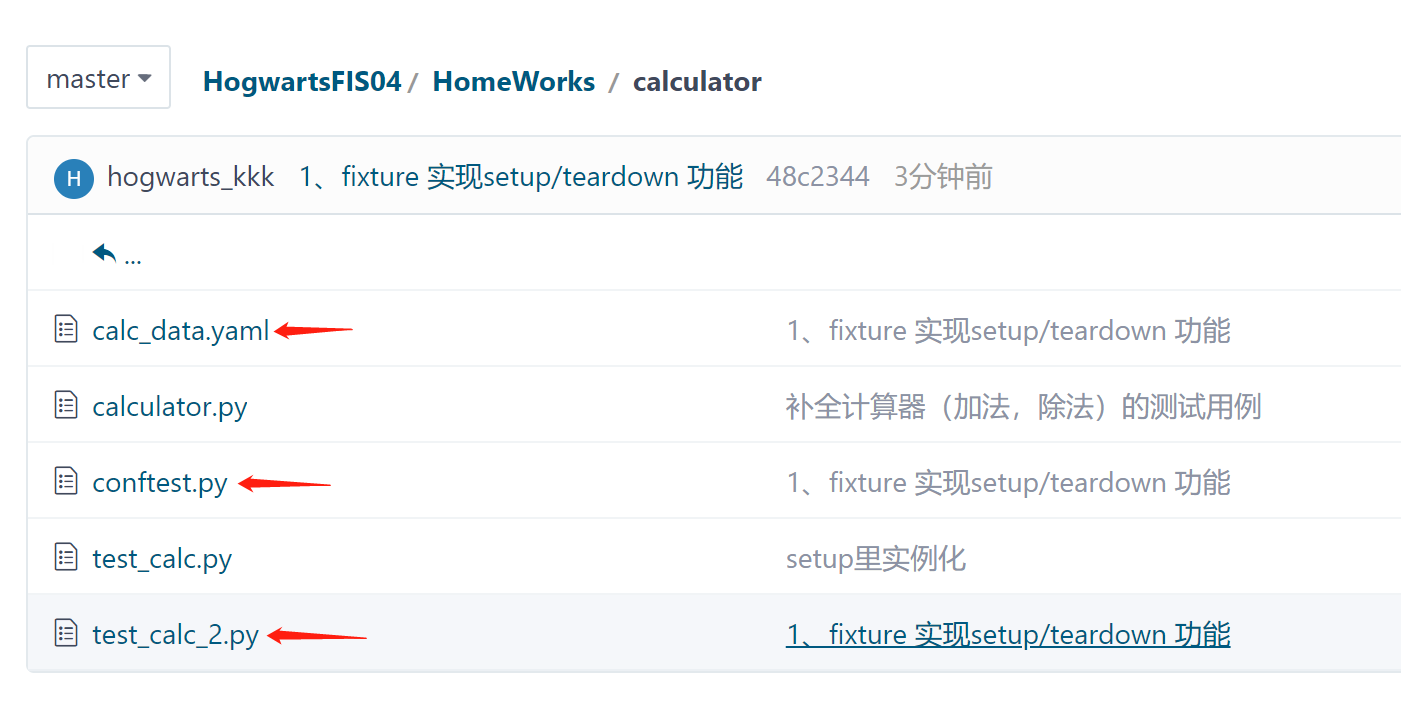 master
HogwartsFIS04 / HomeWorks / calculator
H hogwarts_kkk 1、fixture 实现setup/teardown 功能 48c2344 3分钟前
...
calc_data.yaml 1、fixture 实现setup/teardown 功能
calculator.py 补全计算器（加法，除法）的测试用例
conftest.py 1、fixture 实现setup/teardown 功能
test_calc.py setup里实例化
test_calc_2.py 1、fixture 实现setup/teardown 功能